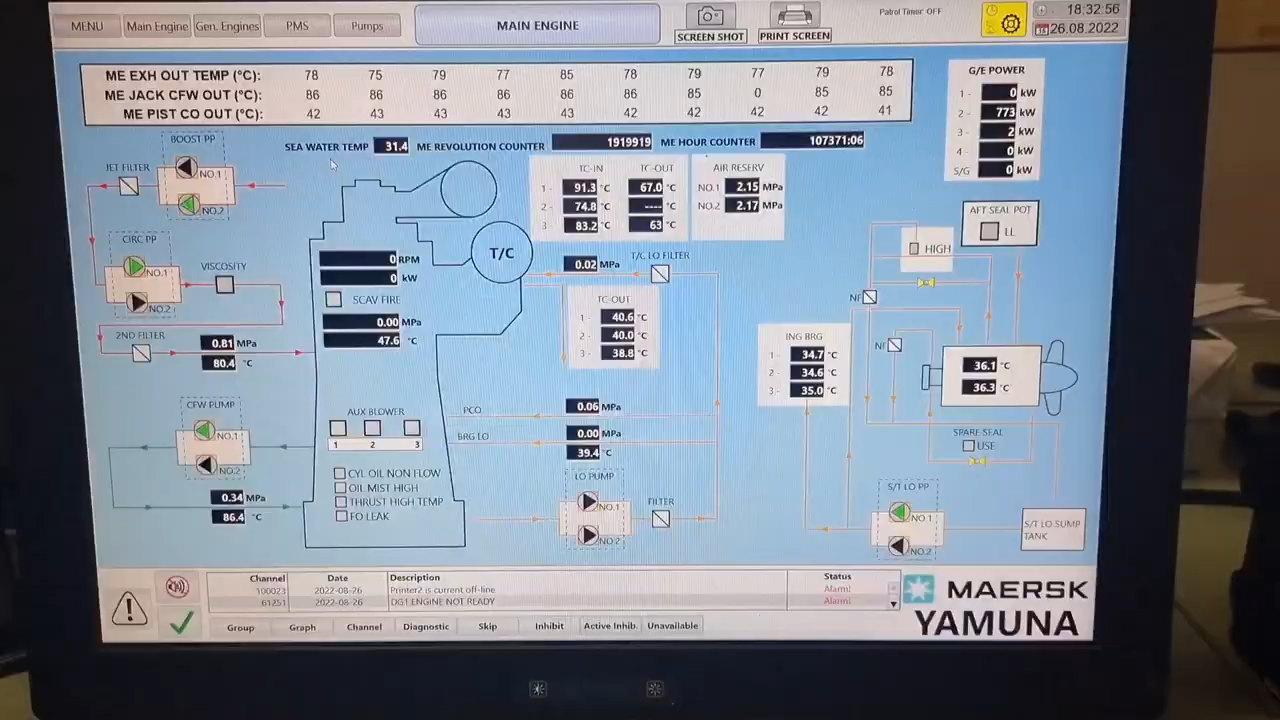 MENU Main Engine Gen. Engines PMS Pumps MAIN ENGINE SCREEN SHOT PRINT SCREEN Patrol Timer: OFF 18:32:56
26.08.2022
ME EXH OUT TEMP (°C): 78 75 79 77 85 78 79 77 79 78
ME JACK CFW OUT (°C): 86 86 86 86 86 86 85 0 85 85
ME PIST CO OUT (°C): 42 43 43 43 43 42 42 42 42 41
G/E POWER
1 - 0 kW
2 - 773 kW
3 - 2 kW
4 - 0 kW
S/G 0 kW
BOOST PP
NO.1
NO.2
JET FILTER
SEA WATER TEMP 31.4 ME REVOLUTION COUNTER 1919919 ME HOUR COUNTER 107371:06
TC-IN TC-OUT
1 - 91.3 °C 67.0 °C
2 - 74.8 °C ---- °C
3 83.2 °C 63 °C
AIR RESERV
NO.1 2.15 MPa
NO.2 2.17 MPa
AFT SEAL POT
LL
HIGH
CIRC PP
NO.1
NO.2
VISCOSITY
T/C
0 RPM
0 kW
SCAV FIRE
0.00 MPa
47.6 °C
0.02 MPa T/C LO FILTER
TC OUT
1 - 40.6 °C
2 - 40.0 °C
3 - 38.8 °C
NF
NF
2ND FILTER
0.81 MPa
80.4 °C
ING BRG
1- 34.7 °C
2 - 34.6 °C
3 - 35.0 °C
36.1 °C
36.3 °C
CFW PUMP
NO.1
NO.2
0.34 MPa
86.4 °C
AUX BLOWER
1 2 3
CYL OIL NON FLOW
OIL MIST HIGH
THRUST HIGH TEMP
FO LEAK
PCO 0.06 MPa
BRG LO 0.00 MPa
39.4 °C
LO PUMP
NO.1
NO.2
FILTER
SPARE SEAL
USE
S/T LO PP
NO.1
NO.2
S/T LO SUMP
TANK
Channel Date Description Status
100023 2022-08-26 Printer2 is current off-line Alarm!
61251 2022-08-26 DG1 ENGINE NOT READY Alarm!
Group Graph Channel Diagnostic Skip Inhibit Active Inhib. Unavailable
MAERSK
YAMUNA